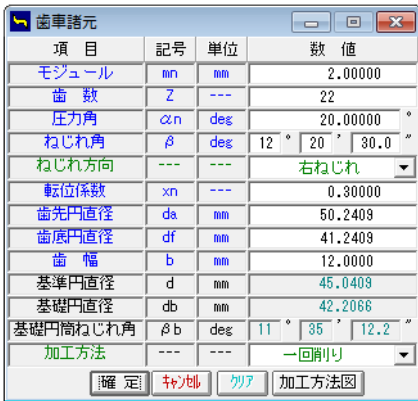 歯車諸元
項 目 記号 単位 数 値
モジュール mn mm 2.00000
歯 数 Z --- 22
圧力角 αn deg 20.00000 °
ねじれ角 β deg 12 ° 20 ' 30.0 "
ねじれ方向 --- --- 右ねじれ
転位係数 xn --- 0.30000
歯先円直径 da mm 50.2409
歯底円直径 df mm 41.2409
歯 幅 b mm 12.0000
基準円直径 d mm 45.0409
基礎円直径 db mm 42.2066
基礎円筒ねじれ角 βb deg 11 ° 35 ' 12.2 "
加工方法 --- --- 一回削り
確 定 キャンセル クリア 加工方法図